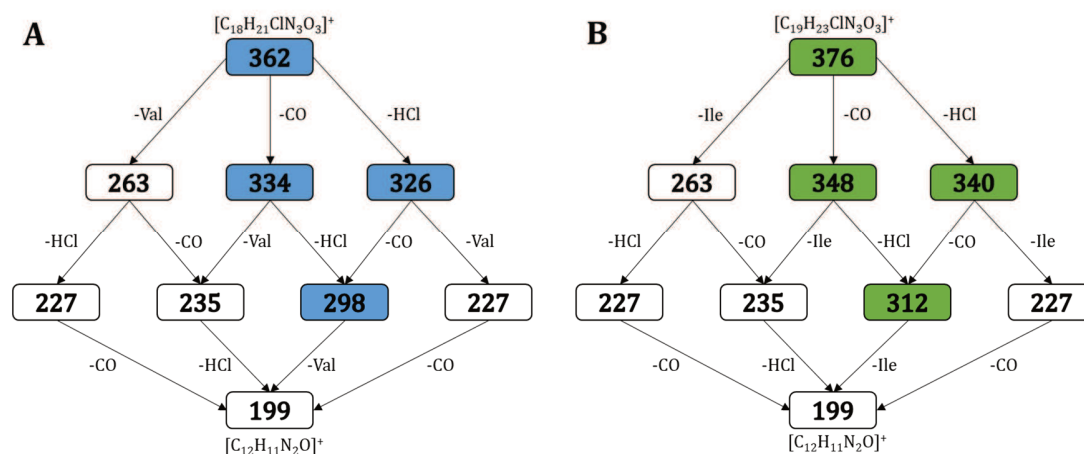 A
[C₁₈H₂₁ClN₃O₃]⁺
362
-Val
-CO
-HCl
263
334
326
-HCl
-CO
-Val
-HCl
-CO
-Val
227
235
298
227
-CO
-HCl
-Val
-CO
199
[C₁₂H₁₁N₂O]⁺
B
[C₁₉H₂₃ClN₃O₃]⁺
376
-Ile
-CO
-HCl
263
348
340
-HCl
-CO
-Ile
-HCl
-CO
-Ile
227
235
312
227
-CO
-HCl
-Ile
-CO
199
[C₁₂H₁₁N₂O]⁺